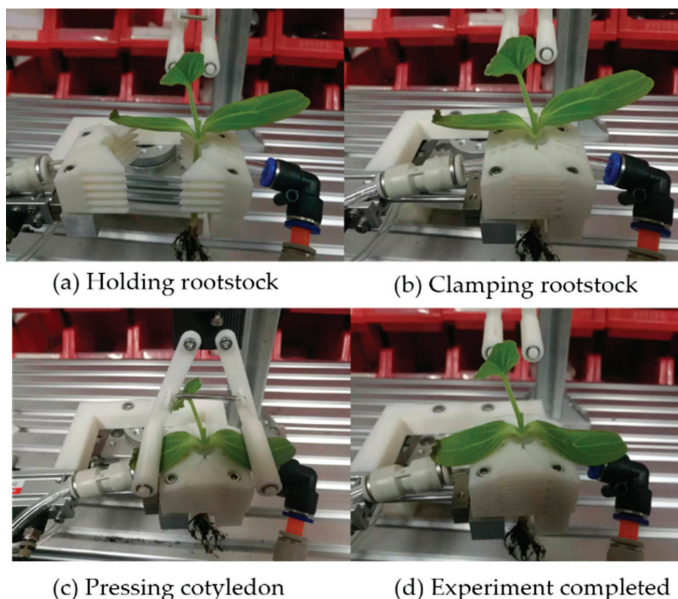 (a) Holding rootstock
(b) Clamping rootstock
(c) Pressing cotyledon
(d) Experiment completed